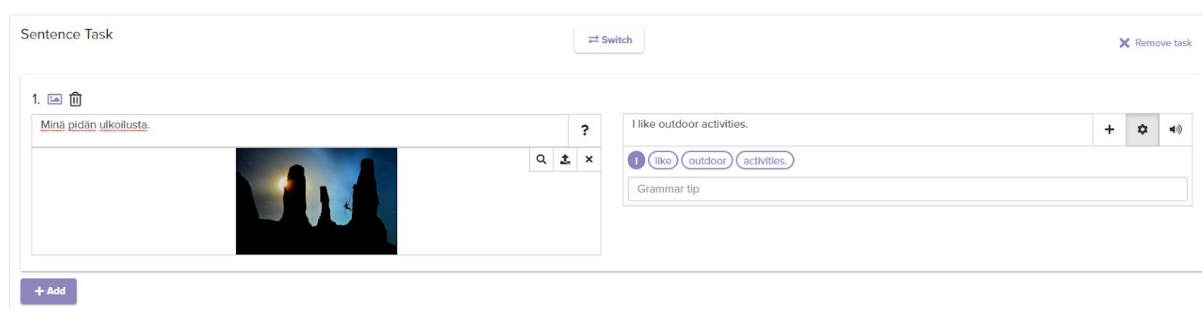 Sentence Task
⇄ Switch
✕ Remove task
1.
Minä pidän ulkoilusta.
?
I like outdoor activities.
I like outdoor activities.
Grammar tip
+ Add